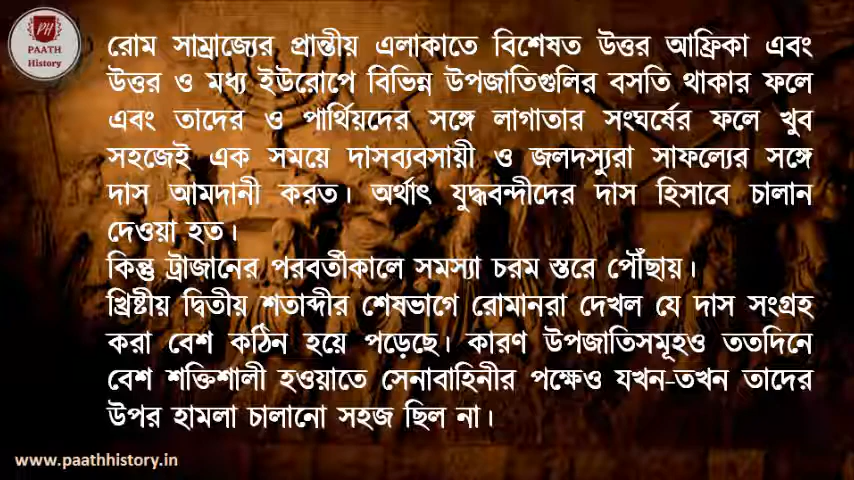 PH
PAATH
History
রোম সাম্রাজ্যের প্রান্তীয় এলাকাতে বিশেষত উত্তর আফ্রিকা এবং
উত্তর ও মধ্য ইউরোপে বিভিন্ন উপজাতিগুলির বসতি থাকার ফলে
এবং তাদের ও পার্থিয়দের সঙ্গে লাগাতার সংঘর্ষের ফলে খুব
সহজেই এক সময়ে দাসব্যবসায়ী ও জলদস্যুরা সাফল্যের সঙ্গে
দাস আমদানী করত। অর্থাৎ যুদ্ধবন্দীদের দাস হিসাবে চালান
দেওয়া হত।
কিন্তু ট্রাজানের পরবর্তীকালে সমস্যা চরম স্তরে পৌঁছায়।
খ্রিষ্টীয় দ্বিতীয় শতাব্দীর শেষভাগে রোমানরা দেখল যে দাস সংগ্রহ
করা বেশ কঠিন হয়ে পড়েছে। কারণ উপজাতিসমূহও ততদিনে
বেশ শক্তিশালী হওয়াতে সেনাবাহিনীর পক্ষেও যখন-তখন তাদের
উপর হামলা চালানো সহজ ছিল না।
www.paathhistory.in